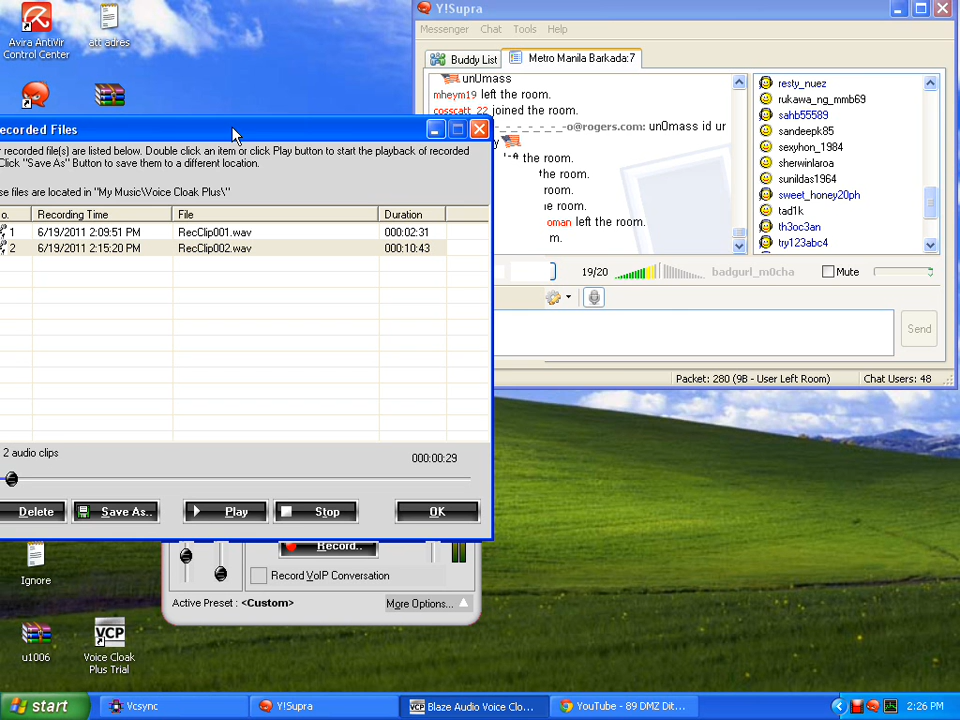 Avira AntiVir
Control Center
att adres
Y!Supra
Messenger Chat Tools Help
Buddy List
Metro Manila Barkada:7
un0mass
mheym19 left the room.
cosscatt_22 joined the room.
-o@rogers.com: un0mass id ur
the room.
the room.
room.
room.
oman left the room.
m.
resty_nuez
rukawa_ng_mmb69
sahb55589
sandeepk85
sexyhon_1984
sherwinlaroa
sunildas1964
sweet_honey20ph
tad1k
th3oc3an
try123abc4
19/20
badgurl_m0cha
Mute
Send
Packet: 280 (9B - User Left Room)
Chat Users: 48
ecorded Files
r recorded file(s) are listed below. Double click an item or click Play button to start the playback of recorded
Click "Save As" Button to save them to a different location.
se files are located in "My Music\Voice Cloak Plus\"
o. Recording Time File Duration
1 6/19/2011 2:09:51 PM RecClip001.wav 000:02:31
2 6/19/2011 2:15:20 PM RecClip002.wav 000:10:43
2 audio clips
000:00:29
Delete Save As.. Play Stop OK
Record..
Record VoIP Conversation
Active Preset : <Custom>
More Options...
Ignore
u1006
VCP
Voice Cloak
Plus Trial
start
Vcsync
Y!Supra
VCP Blaze Audio Voice Clo...
YouTube - 89 DMZ Dit...
2:26 PM